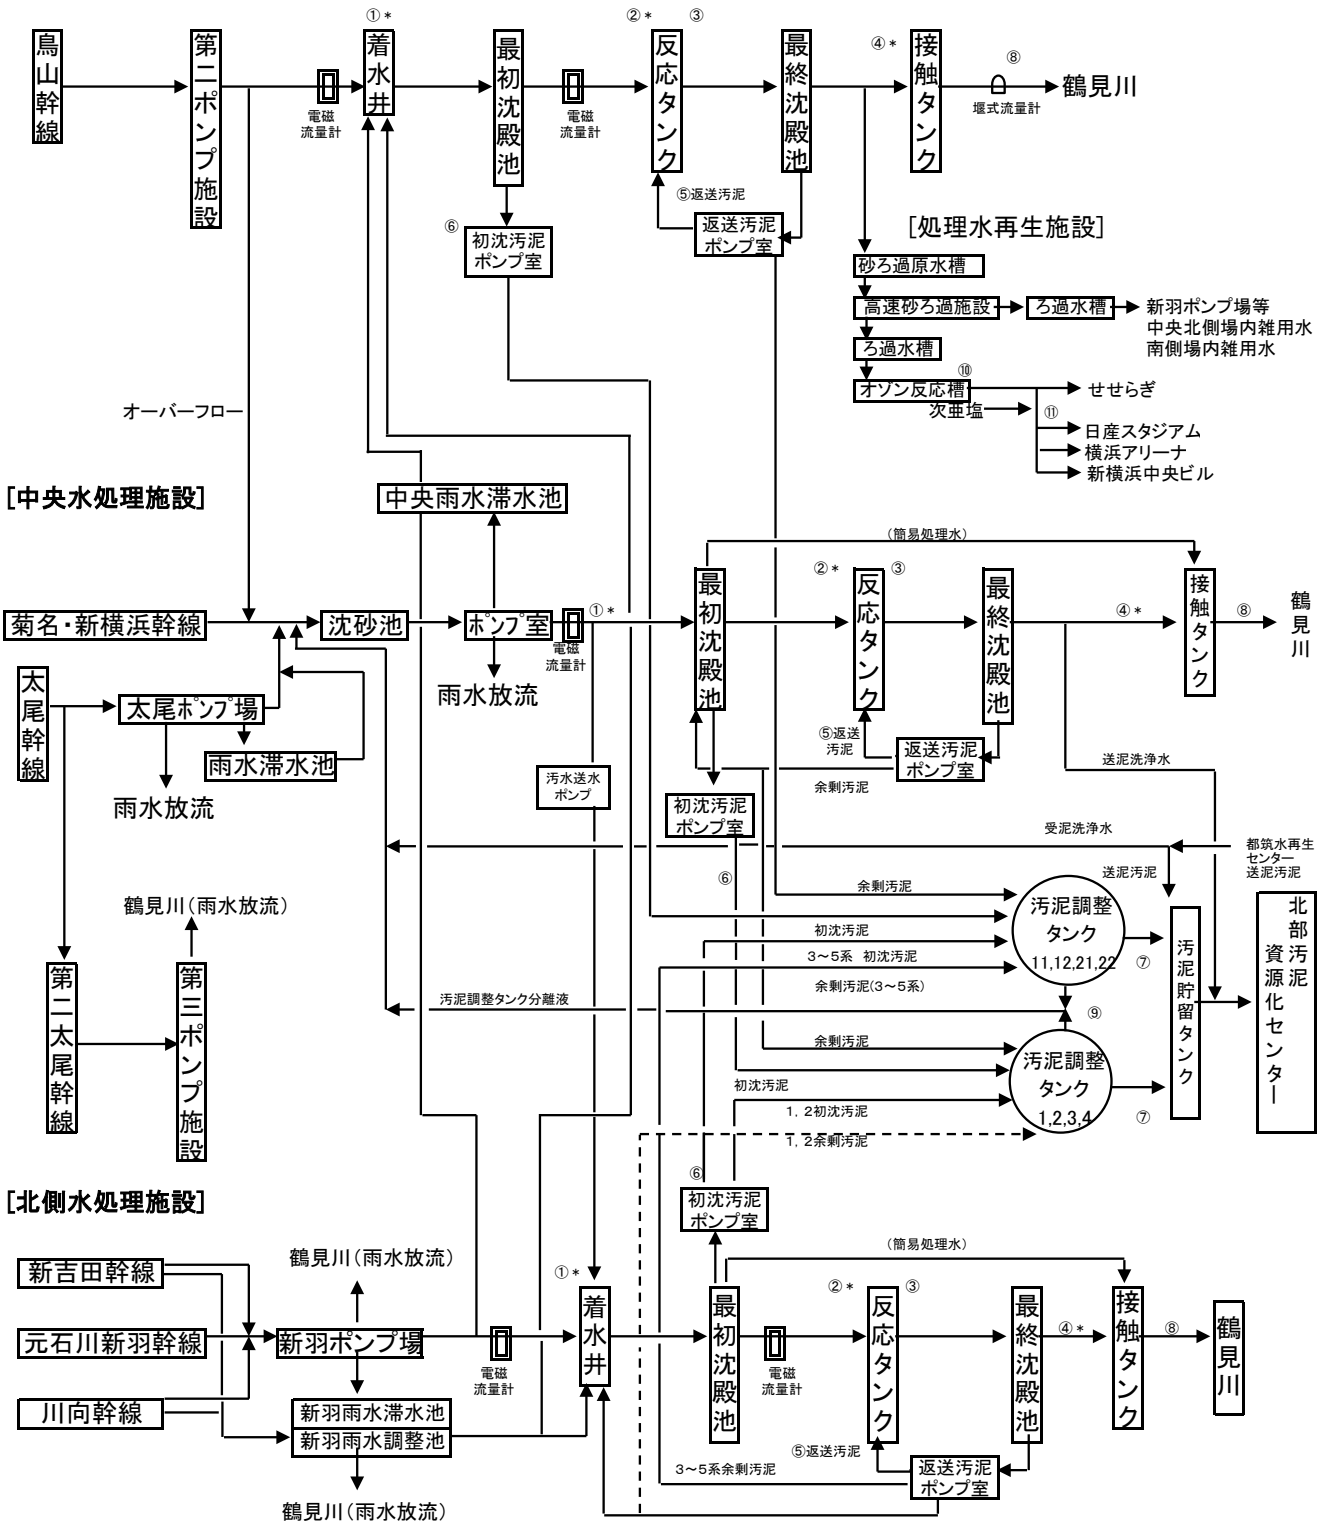 ①*
②*
③
鳥山幹線
第二ポンプ施設
電磁
流量計
着水井
最初沈殿池
電磁
流量計
反応タンク
最終沈殿池
④*
接触タンク
⑧
堰式流量計
鶴見川
⑤返送汚泥
返送汚泥
ポンプ室
⑥
初沈汚泥
ポンプ室
[処理水再生施設]
砂ろ過原水槽
高速砂ろ過施設
ろ過水槽
新羽ポンプ場等
中央北側場内雑用水
南側場内雑用水
ろ過水槽
⑩
オゾン反応槽
せせらぎ
次亜塩
⑪
日産スタジアム
横浜アリーナ
新横浜中央ビル
オーバーフロー
[中央水処理施設]
中央雨水滞水池
(簡易処理水)
菊名・新横浜幹線
沈砂池
ポンプ室
電磁
流量計
①*
最初沈殿池
②*
反応タンク
③
最終沈殿池
④*
接触タンク
⑧
鶴見川
雨水放流
太尾幹線
太尾ポンプ場
雨水滞水池
雨水放流
汚水送水
ポンプ
⑤返送
汚泥
返送汚泥
ポンプ室
余剰汚泥
初沈汚泥
ポンプ室
送泥洗浄水
受泥洗浄水
都筑水再生
センター
送泥汚泥
送泥汚泥
⑥
余剰汚泥
初沈汚泥
3～5系 初沈汚泥
余剰汚泥(3～5系)
汚泥調整
タンク
11,12,21,22
⑦
汚泥貯留タンク
北部汚泥
資源化センター
鶴見川(雨水放流)
第二太尾幹線
第三ポンプ施設
汚泥調整タンク分離液
⑨
余剰汚泥
初沈汚泥
1，2初沈汚泥
1，2余剰汚泥
汚泥調整
タンク
1,2,3,4
⑦
[北側水処理施設]
⑥
初沈汚泥
ポンプ室
(簡易処理水)
新吉田幹線
元石川新羽幹線
川向幹線
鶴見川(雨水放流)
新羽ポンプ場
新羽雨水滞水池
新羽雨水調整池
鶴見川(雨水放流)
電磁
流量計
①*
着水井
最初沈殿池
電磁
流量計
②*
反応タンク
③
最終沈殿池
④*
接触タンク
⑧
鶴見川
⑤返送汚泥
返送汚泥
ポンプ室
3～5系余剰汚泥